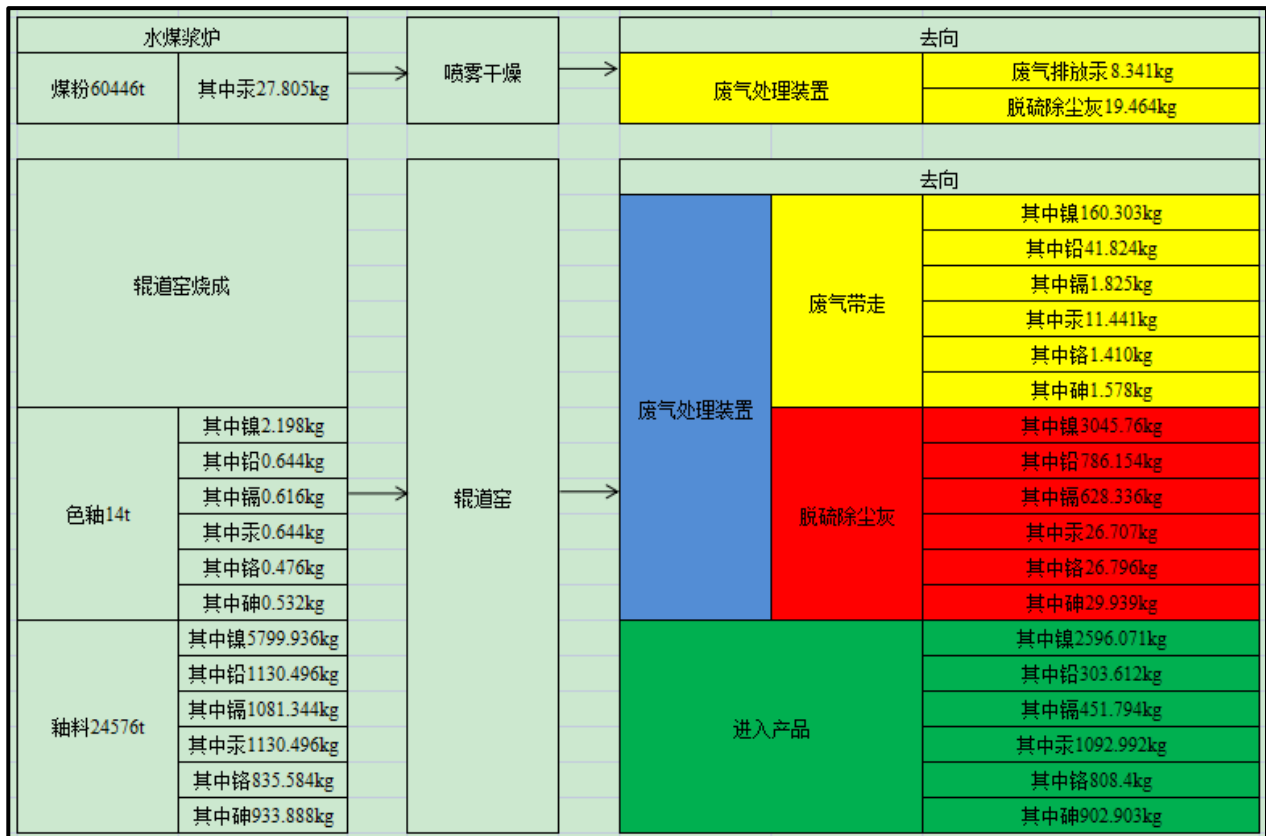 水煤浆炉
去向
煤粉60446t
其中汞27.805kg
喷雾干燥
废气处理装置
废气排放汞8.341kg
脱硫除尘灰19.464kg
去向
辊道窑烧成
色釉14t
其中镍2.198kg
其中铅0.644kg
其中镉0.616kg
其中汞0.644kg
其中铬0.476kg
其中砷0.532kg
釉料24576t
其中镍5799.936kg
其中铅1130.496kg
其中镉1081.344kg
其中汞1130.496kg
其中铬835.584kg
其中砷933.888kg
辊道窑
废气处理装置
废气带走
其中镍160.303kg
其中铅41.824kg
其中镉1.825kg
其中汞11.441kg
其中铬1.410kg
其中砷1.578kg
脱硫除尘灰
其中镍3045.76kg
其中铅786.154kg
其中镉628.336kg
其中汞26.707kg
其中铬26.796kg
其中砷29.939kg
进入产品
其中镍2596.071kg
其中铅303.612kg
其中镉451.794kg
其中汞1092.992kg
其中铬808.4kg
其中砷902.903kg